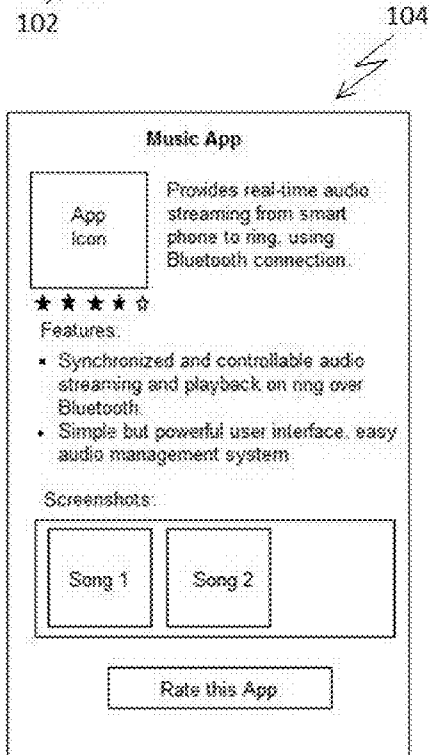 102
104
Music App
App
Icon
Provides real-time audio
streaming from smart
phone to ring, using
Bluetooth connection.
★ ★ ★ ★ ☆
Features:
• Synchronized and controllable audio
streaming and playback on ring over
Bluetooth.
• Simple but powerful user interface, easy
audio management system
Screenshots:
Song 1
Song 2
Rate this App